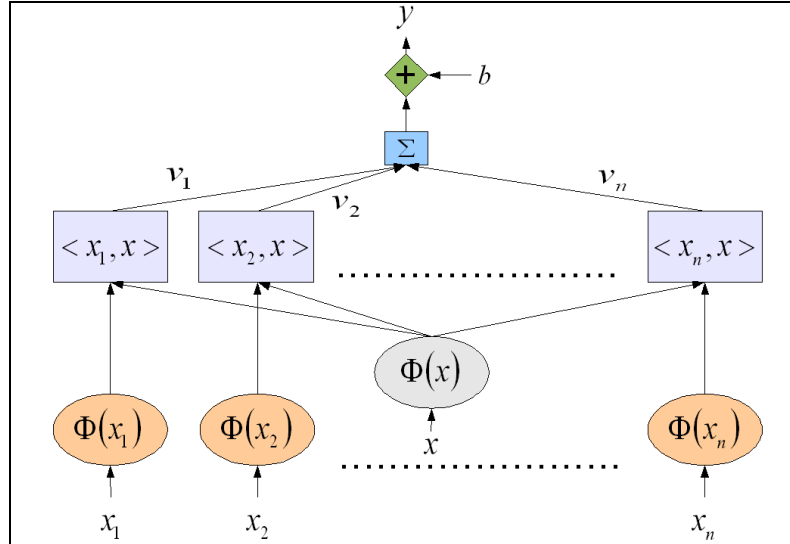 y
+ b
Σ
v₁ v₂ vₙ
< x₁, x > < x₂, x > < xₙ, x >
Φ(x)
Φ(x₁) Φ(x₂) Φ(xₙ)
x
x₁ x₂ xₙ